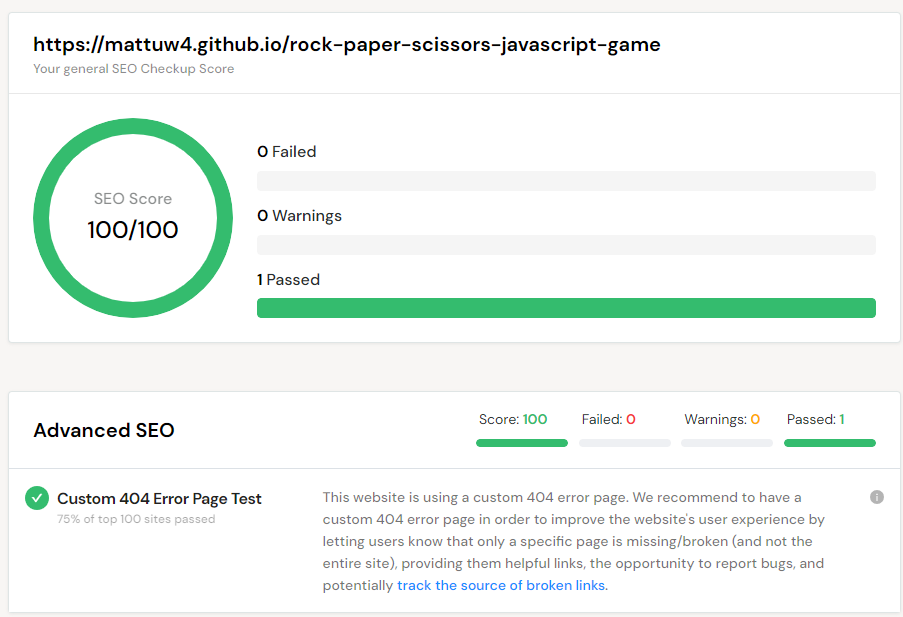 https://mattuw4.github.io/rock-paper-scissors-javascript-game
Your general SEO Checkup Score
SEO Score
100/100
0 Failed
0 Warnings
1 Passed
Advanced SEO
Score: 100
Failed: 0
Warnings: 0
Passed: 1
Custom 404 Error Page Test
75% of top 100 sites passed
This website is using a custom 404 error page. We recommend to have a
custom 404 error page in order to improve the website's user experience by
letting users know that only a specific page is missing/broken (and not the
entire site), providing them helpful links, the opportunity to report bugs, and
potentially track the source of broken links.